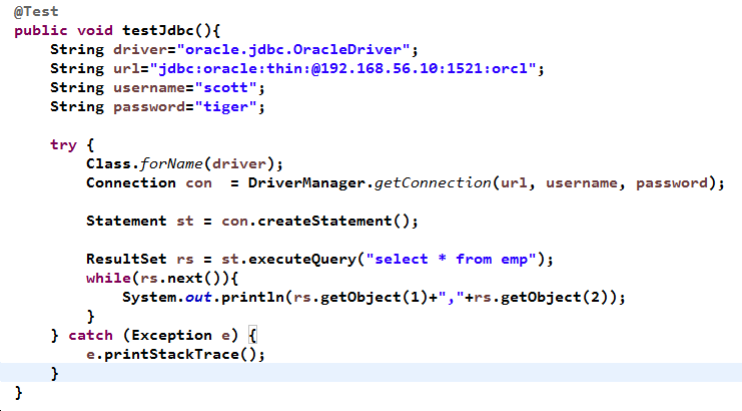 @Test
public void testJdbc(){
    String driver="oracle.jdbc.OracleDriver";
    String url="jdbc:oracle:thin:@192.168.56.10:1521:orcl";
    String username="scott";
    String password="tiger";

    try {
        Class.forName(driver);
        Connection con  = DriverManager.getConnection(url, username, password);

        Statement st = con.createStatement();

        ResultSet rs = st.executeQuery("select * from emp");
        while(rs.next()){
            System.out.println(rs.getObject(1)+","+rs.getObject(2));
        }
    } catch (Exception e) {
        e.printStackTrace();
    }
}